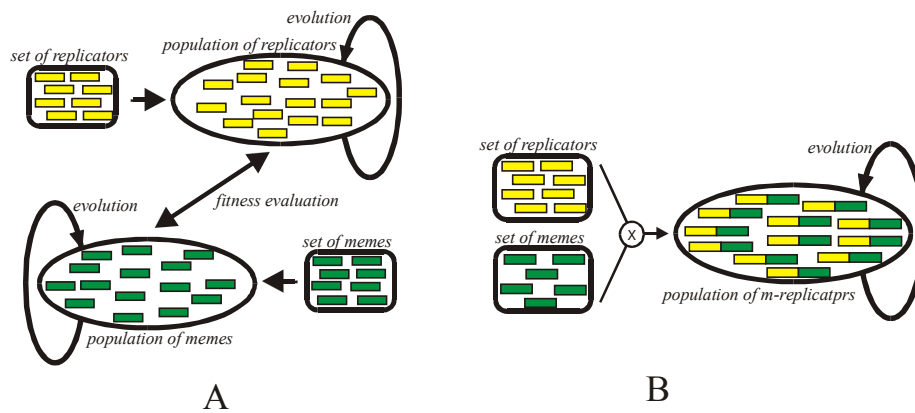 evolution
population of replicators
set of replicators
fitness evaluation
evolution
set of memes
population of memes
A
set of replicators
evolution
set of memes
X
population of m-replicatprs
B